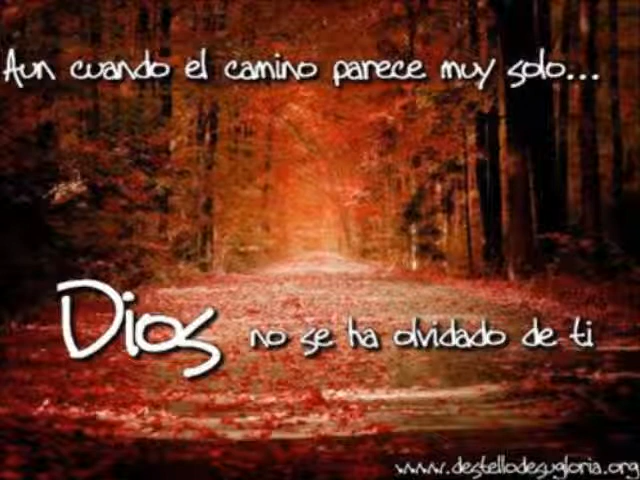 Aun cuando el camino parece muy solo...
Dios no se ha olvidado de ti
www.destellodesugloria.org